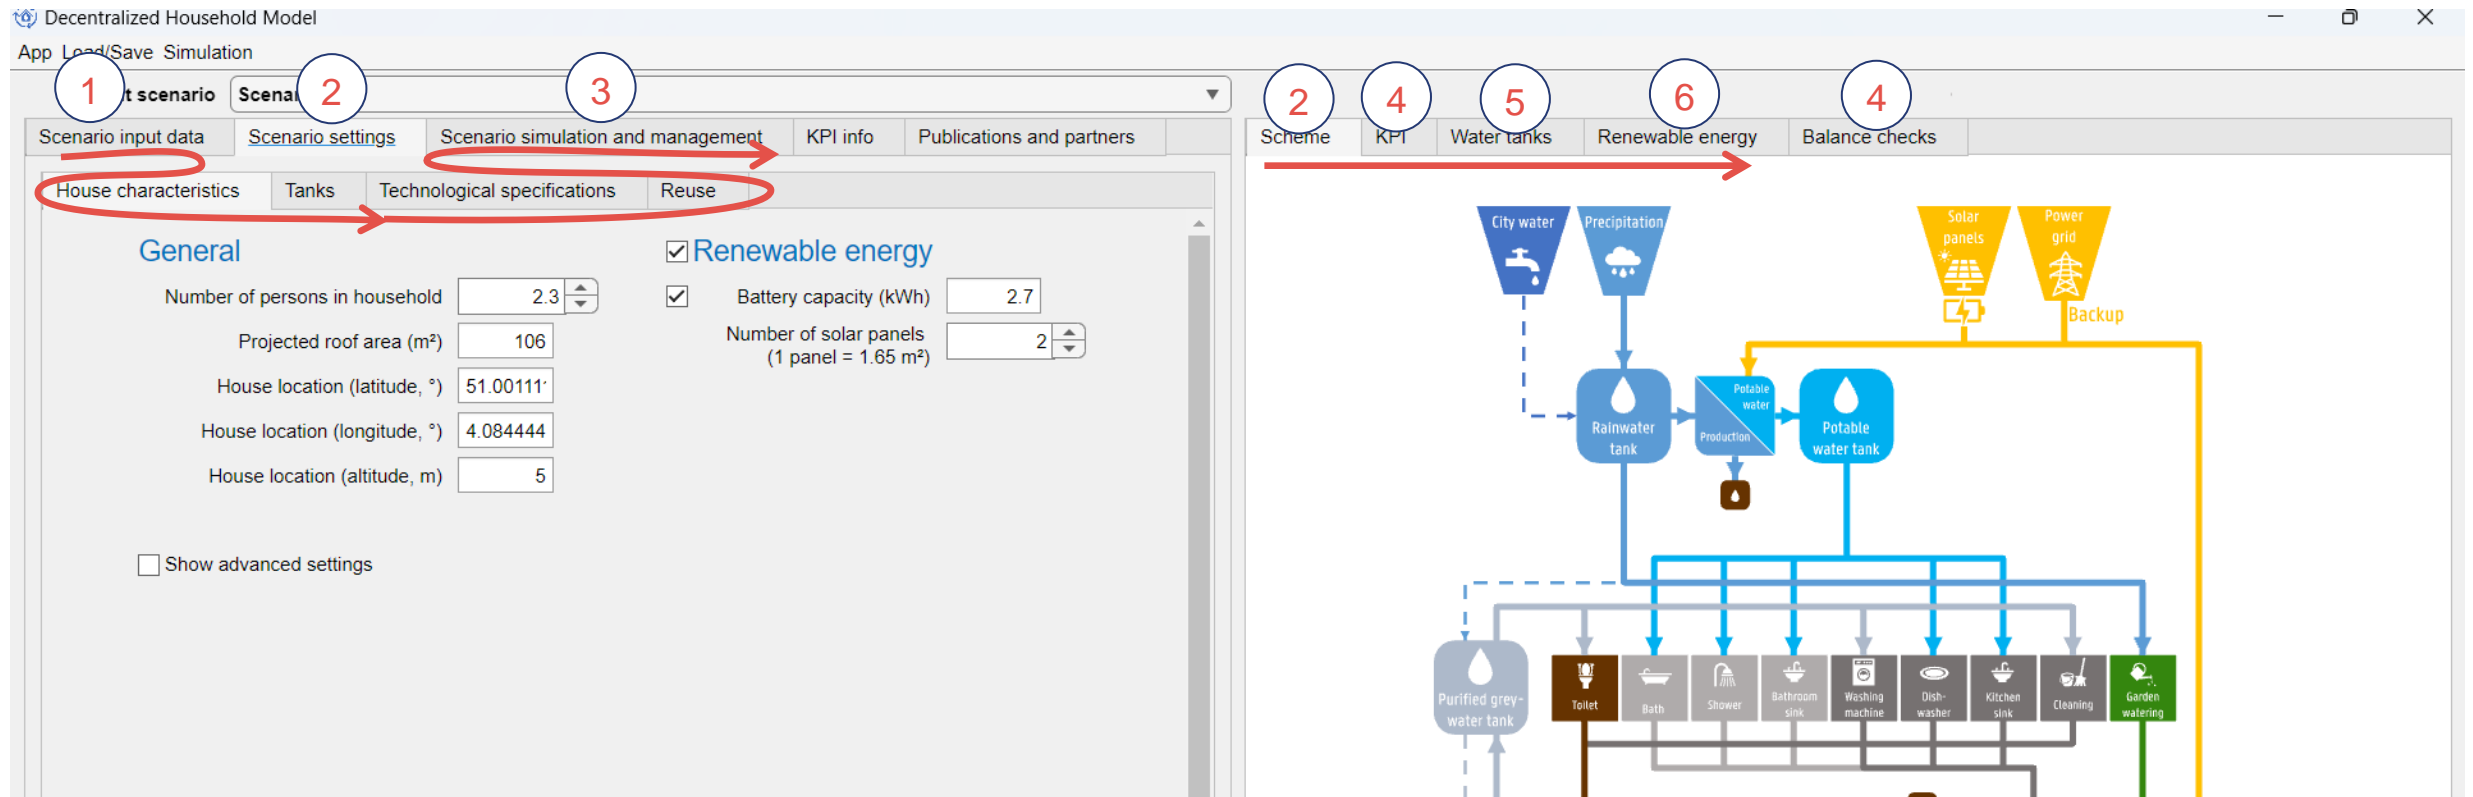 Decentralized Household Model
App Load/Save Simulation
1
2
3
2
4
5
6
4
t scenario
Scenario input data
Scenario settings
Scenario simulation and management
KPI info
Publications and partners
Scheme
KPI
Water tanks
Renewable energy
Balance checks
House characteristics
Tanks
Technological specifications
Reuse
General
Number of persons in household 2.3
Projected roof area (m²) 106
House location (latitude, °) 51.00111
House location (longitude, °) 4.084444
House location (altitude, m) 5
Show advanced settings
Renewable energy
Battery capacity (kWh) 2.7
Number of solar panels 2
(1 panel = 1.65 m²)
City water
Precipitation
Solar
panels
Power
grid
Backup
Rainwater
tank
Potable
water
Production
Potable
water tank
Purified grey-
water tank
Toilet
Bath
Shower
Bathroom
sink
Washing
machine
Dish-
washer
Kitchen
sink
Cleaning
Garden
watering